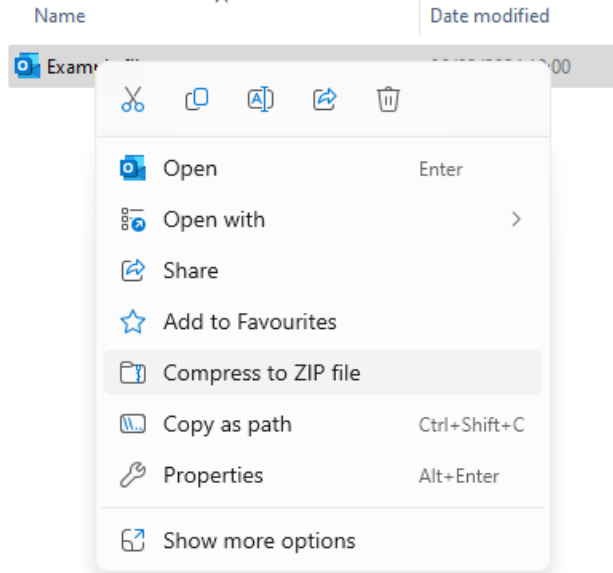 Name Date modified
Exam
Open Enter
Open with
Share
Add to Favourites
Compress to ZIP file
Copy as path Ctrl+Shift+C
Properties Alt+Enter
Show more options